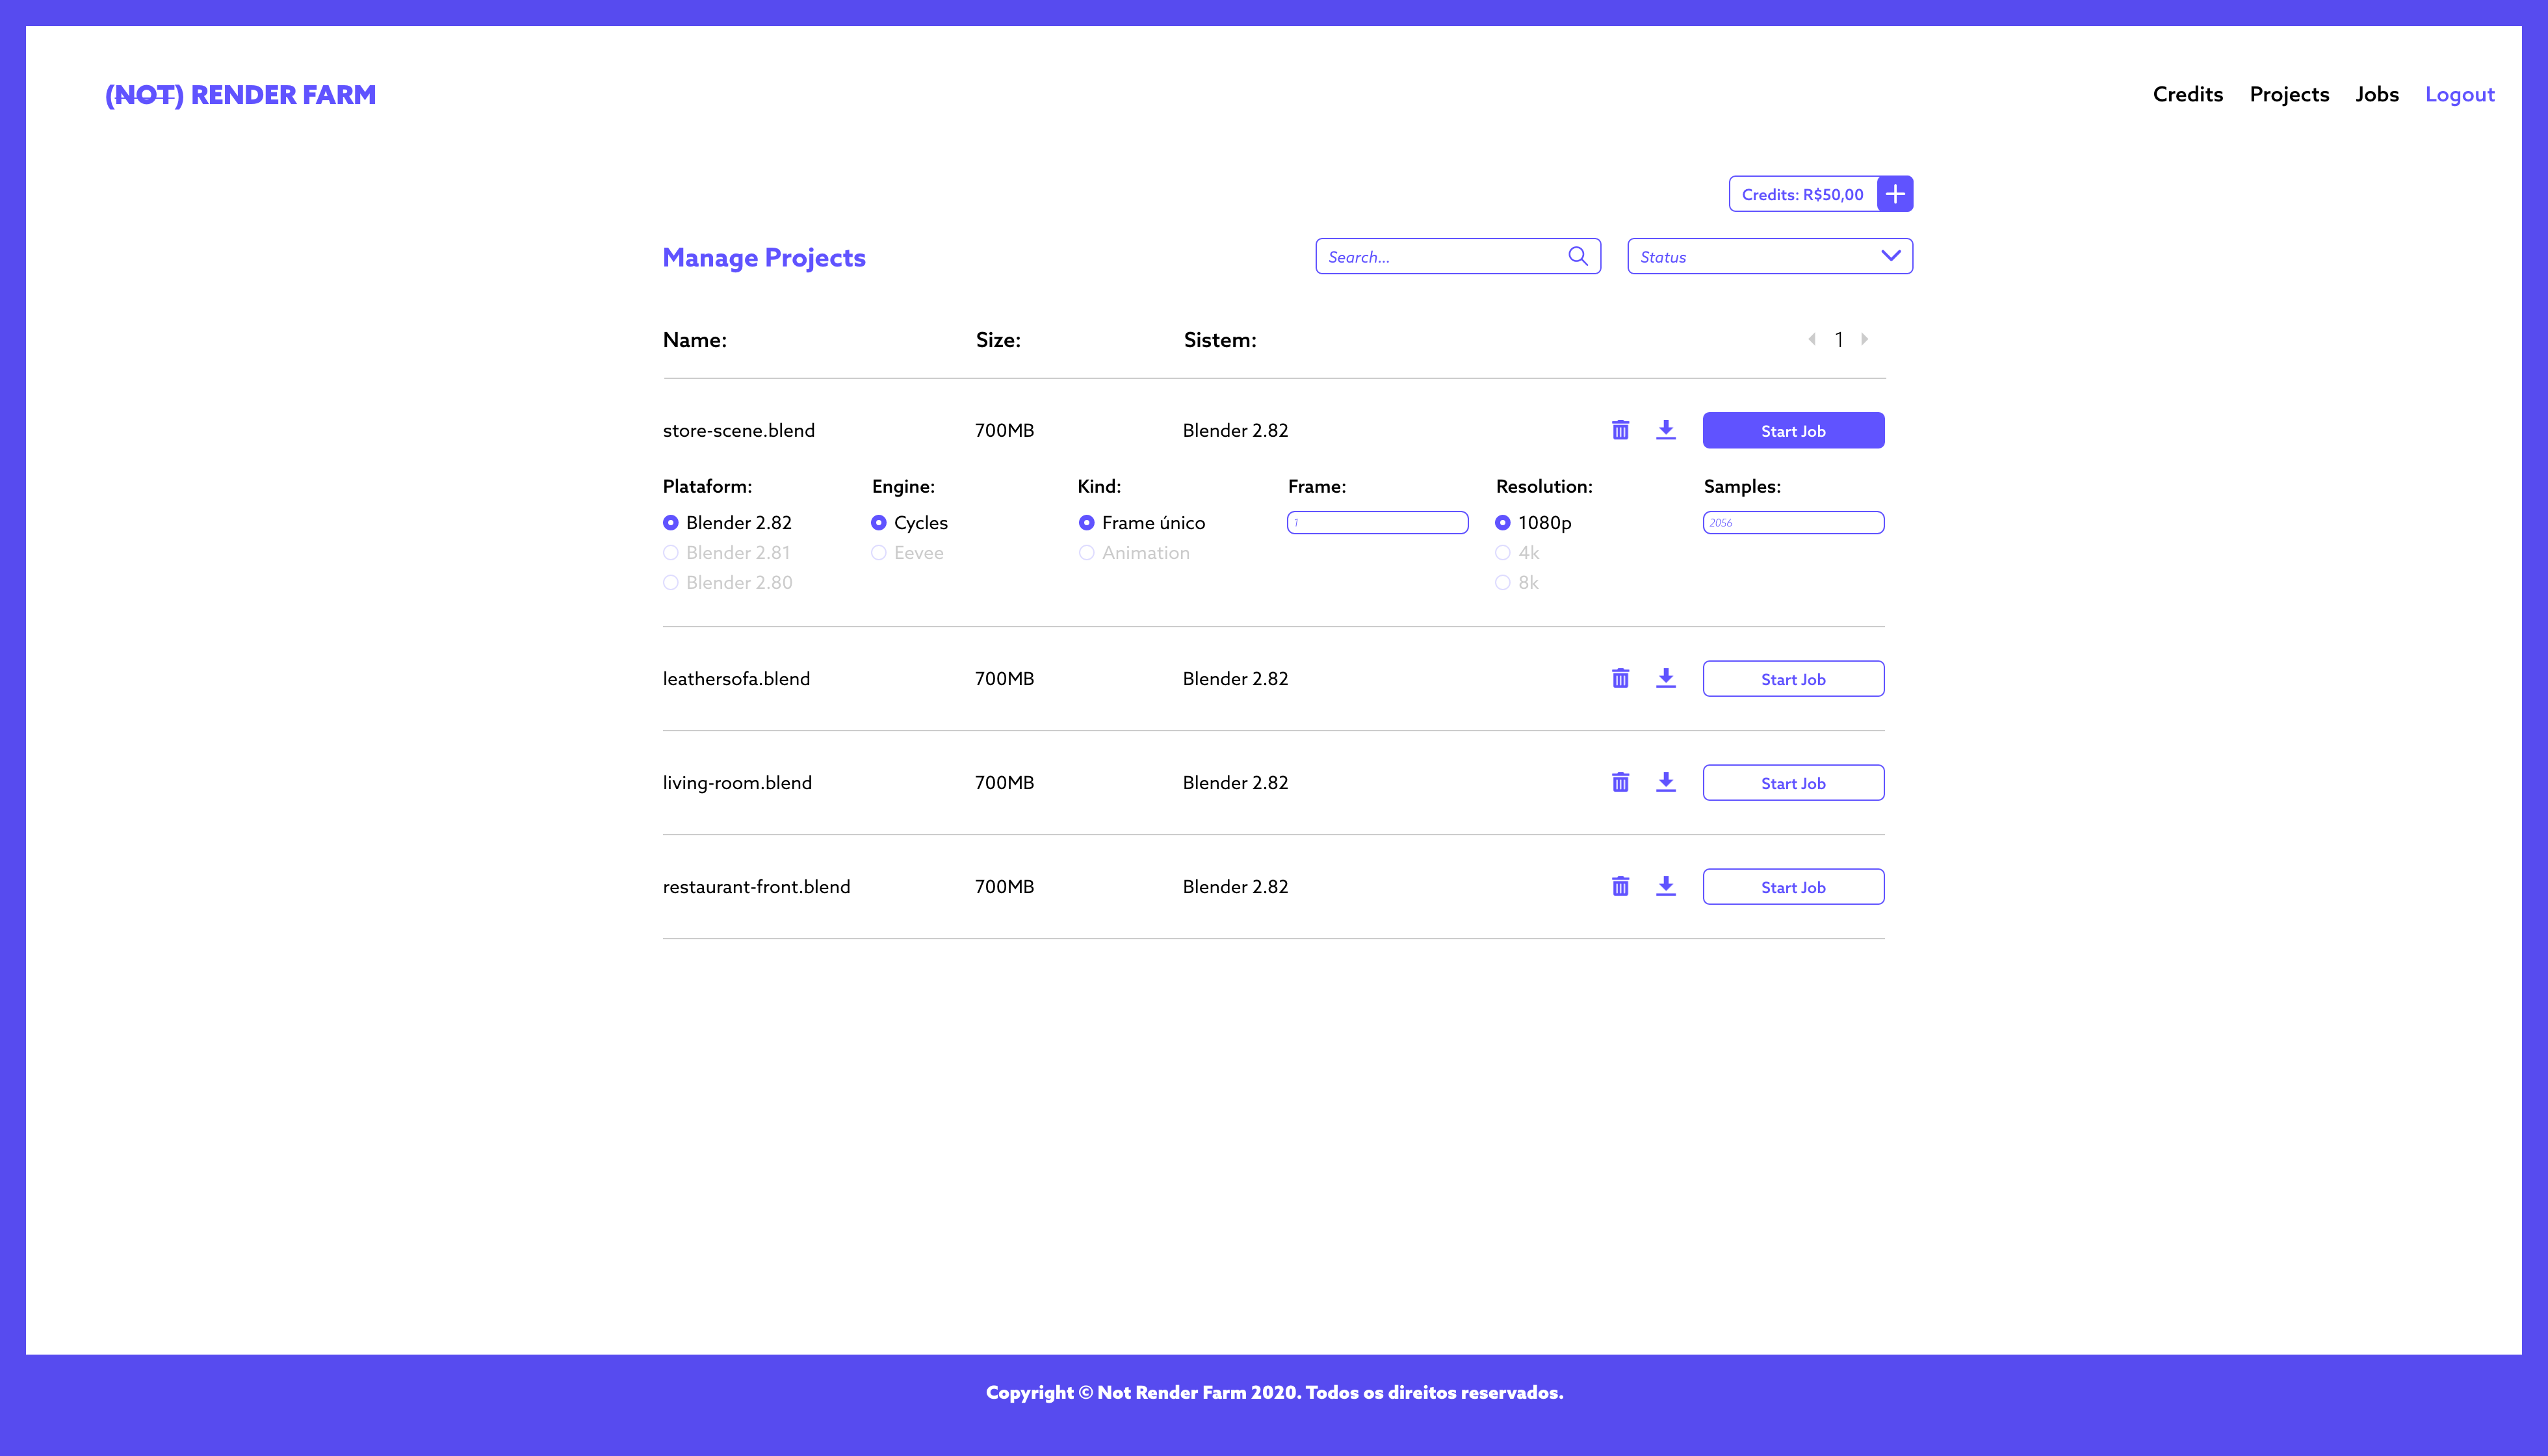 (NOT) RENDER FARM
Credits Projects Jobs Logout
Credits: R$50,00
Manage Projects
Search...
Status
Name: Size: Sistem: 1
store-scene.blend 700MB Blender 2.82 Start Job
Plataform: Engine: Kind: Frame: Resolution: Samples:
Blender 2.82 Cycles Frame único 1 1080p 2056
Blender 2.81 Eevee Animation 4k
Blender 2.80 8k
leathersofa.blend 700MB Blender 2.82 Start Job
living-room.blend 700MB Blender 2.82 Start Job
restaurant-front.blend 700MB Blender 2.82 Start Job
Copyright © Not Render Farm 2020. Todos os direitos reservados.